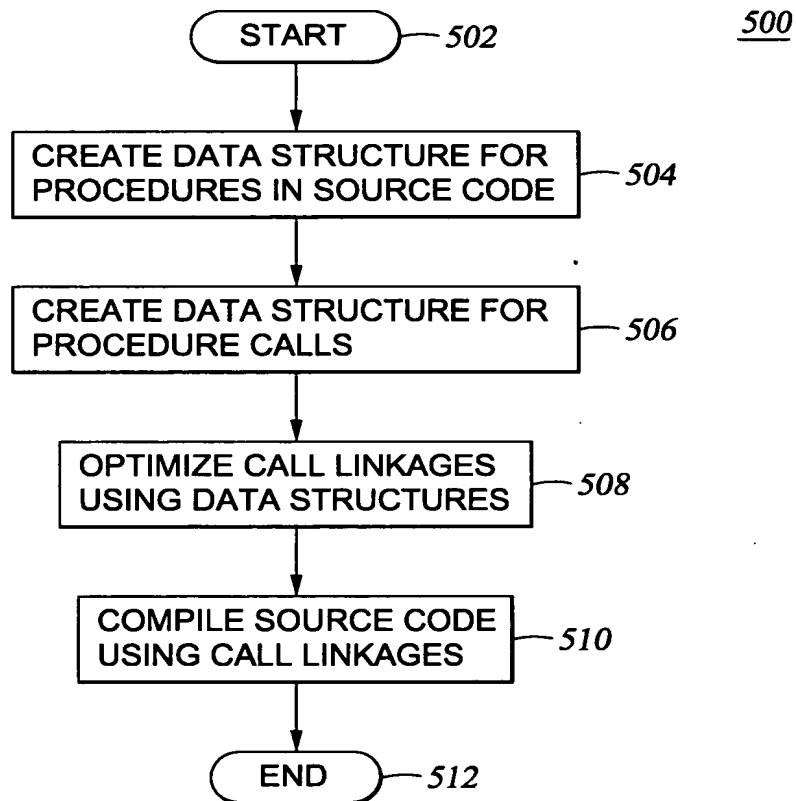 START
502
500
CREATE DATA STRUCTURE FOR
PROCEDURES IN SOURCE CODE
504
CREATE DATA STRUCTURE FOR
PROCEDURE CALLS
506
OPTIMIZE CALL LINKAGES
USING DATA STRUCTURES
508
COMPILE SOURCE CODE
USING CALL LINKAGES
510
END
512